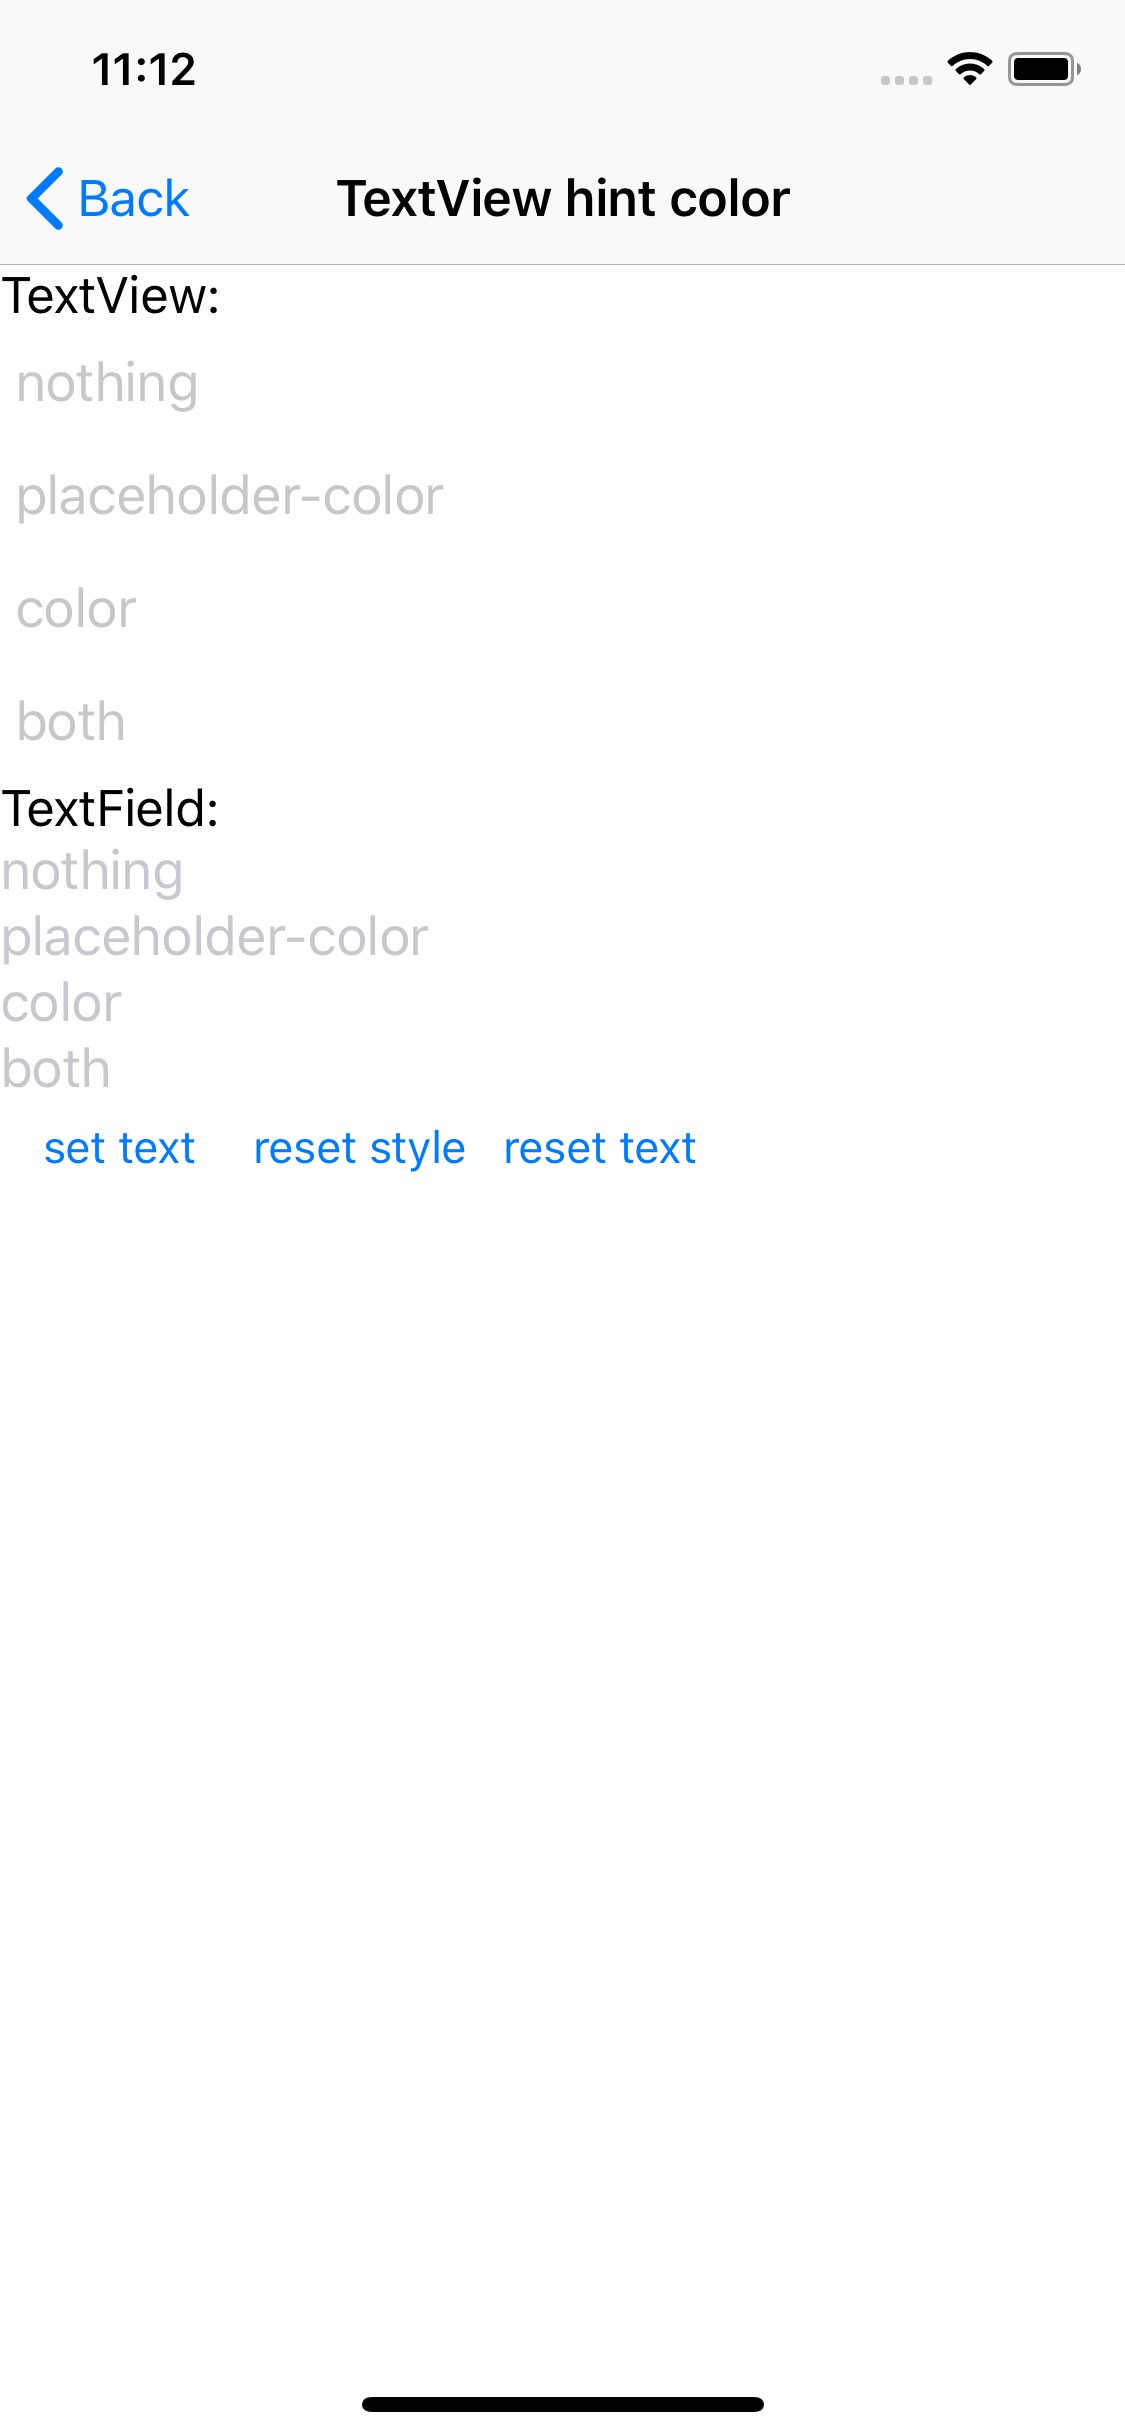 11:12
Back TextView hint color
TextView:
nothing
placeholder-color
color
both
TextField:
nothing
placeholder-color
color
both
set text reset style reset text